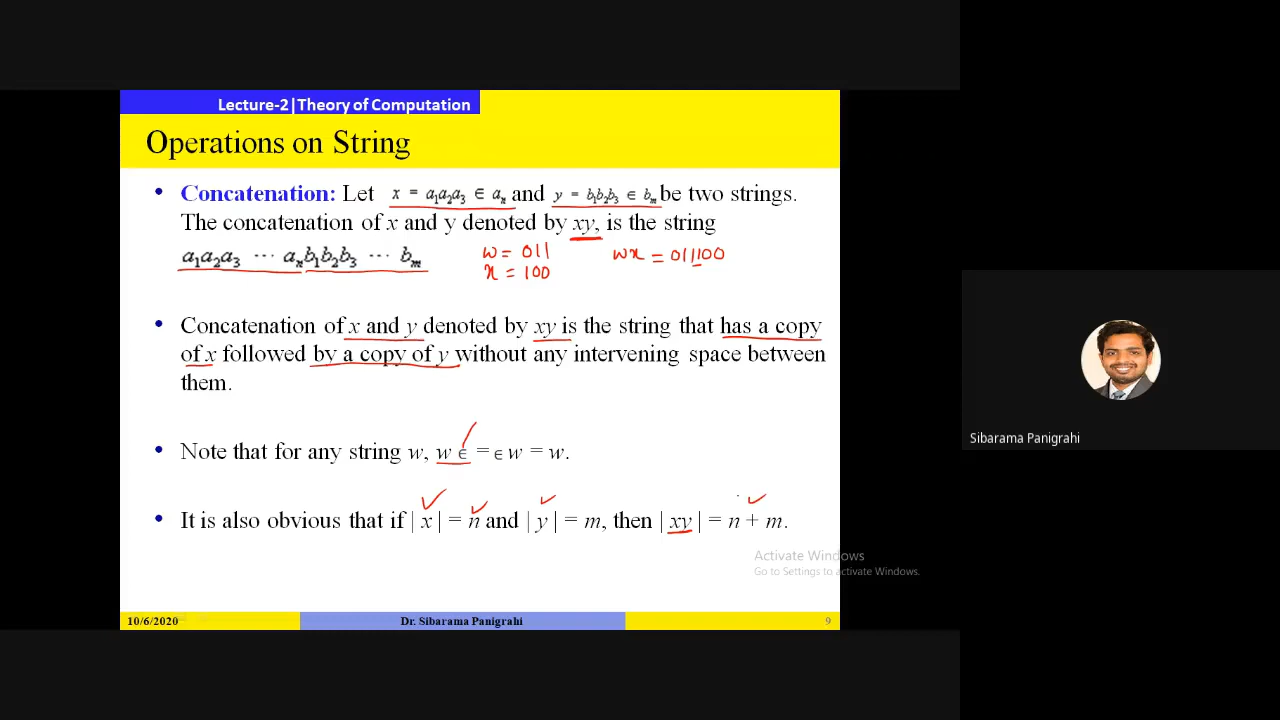 Lecture-2|Theory of Computation
Operations on String
• Concatenation: Let x = a₁a₂a₃ ∈ aₙ and y = b₁b₂b₃ ∈ bₘ be two strings.
The concatenation of x and y denoted by xy, is the string
a₁a₂a₃ ⋯ aₙb₁b₂b₃ ⋯ bₘ
w = 011 wx = 011100
x = 100
• Concatenation of x and y denoted by xy is the string that has a copy
of x followed by a copy of y without any intervening space between
them.
• Note that for any string w, w ∈ = ∈ w = w.
• It is also obvious that if | x | = n and | y | = m, then | xy | = n + m.
Activate Windows
Go to Settings to activate Windows.
10/6/2020 Dr. Sibarama Panigrahi 9
Sibarama Panigrahi